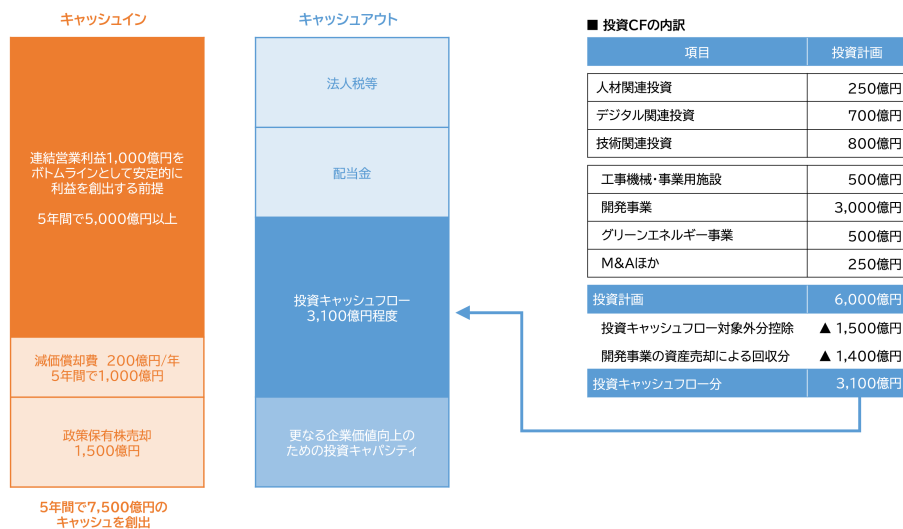 キャッシュイン
連結営業利益1,000億円を
ボトムラインとして安定的に
利益を創出する前提
5年間で5,000億円以上
減価償却費 200億円/年
5年間で1,000億円
政策保有株売却
1,500億円
5年間で7,500億円の
キャッシュを創出
キャッシュアウト
法人税等
配当金
投資キャッシュフロー
3,100億円程度
更なる企業価値向上の
ための投資キャパシティ
■ 投資CFの内訳
項目 投資計画
人材関連投資 250億円
デジタル関連投資 700億円
技術関連投資 800億円
工事機械・事業用施設 500億円
開発事業 3,000億円
グリーンエネルギー事業 500億円
M&Aほか 250億円
投資計画 6,000億円
投資キャッシュフロー対象外分控除 ▲ 1,500億円
開発事業の資産売却による回収分 ▲ 1,400億円
投資キャッシュフロー分 3,100億円